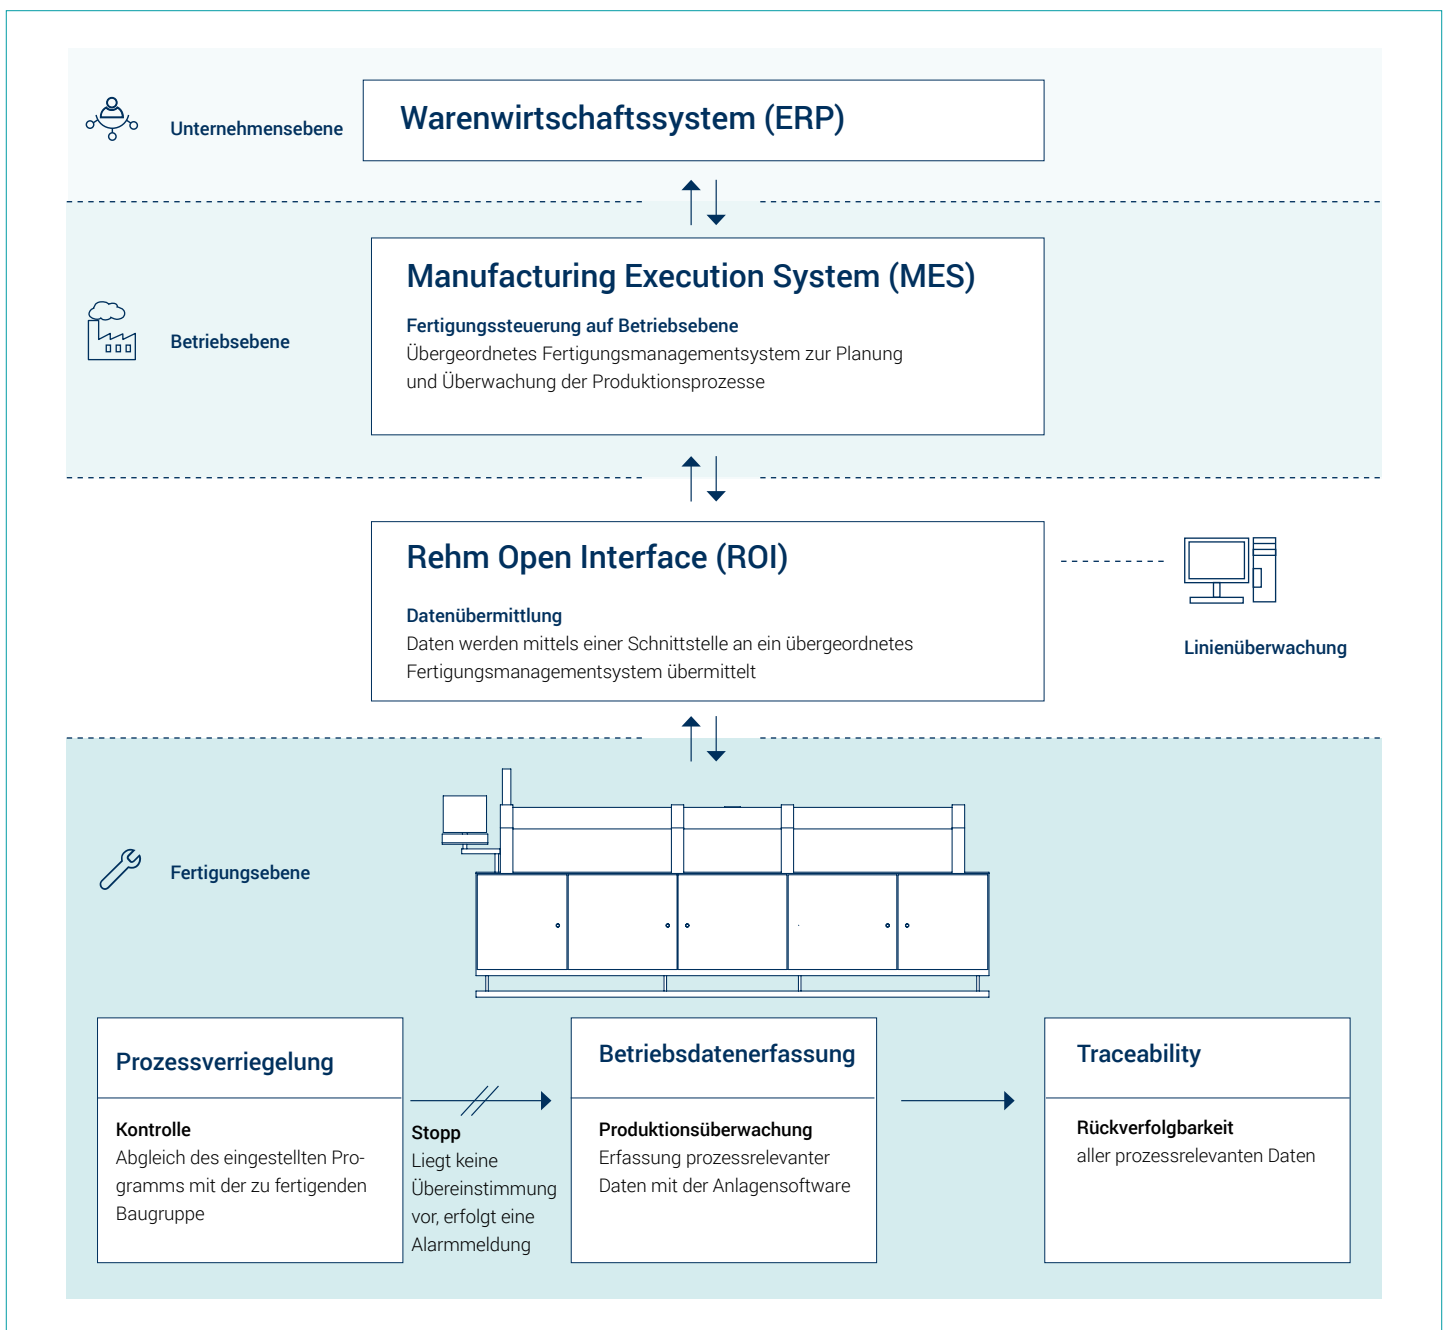 Unternehmensebene
Warenwirtschaftssystem (ERP)
Betriebsebene
Manufacturing Execution System (MES)
Fertigungssteuerung auf Betriebsebene
Übergeordnetes Fertigungsmanagementsystem zur Planung
und Überwachung der Produktionsprozesse
Rehm Open Interface (ROI)
Datenübermittlung
Daten werden mittels einer Schnittstelle an ein übergeordnetes
Fertigungsmanagementsystem übermittelt
Linienüberwachung
Fertigungsebene
Prozessverriegelung
Kontrolle
Abgleich des eingestellten Pro-
gramms mit der zu fertigenden
Baugruppe
Stopp
Liegt keine
Übereinstimmung
vor, erfolgt eine
Alarmmeldung
Betriebsdatenerfassung
Produktionsüberwachung
Erfassung prozessrelevanter
Daten mit der Anlagensoftware
Traceability
Rückverfolgbarkeit
aller prozessrelevanten Daten